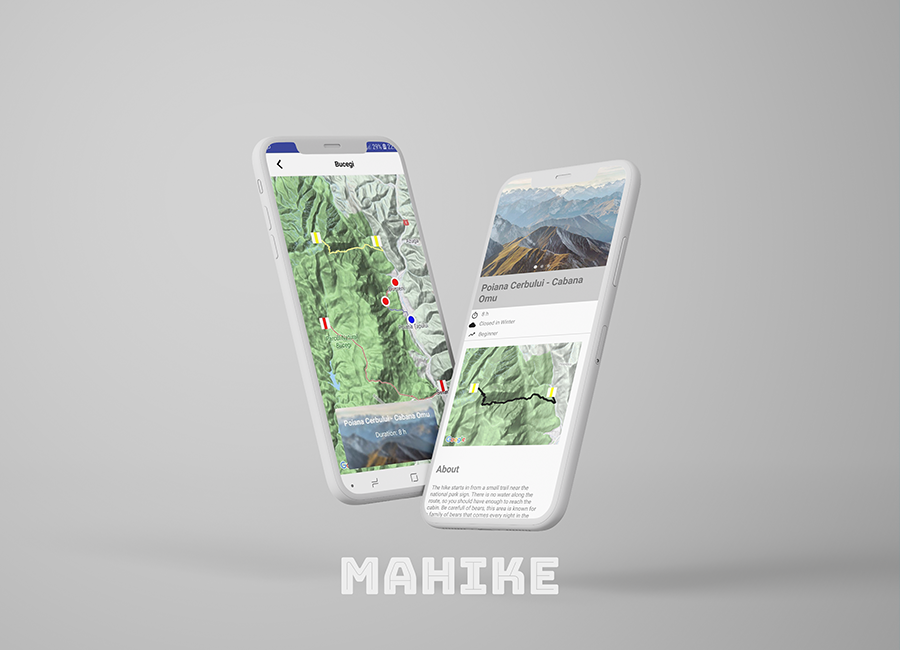 29%
Bucegi
Bucegi
Poiana Cerbului - Cabana Omu
Duration: 8 h
Poiana Cerbului - Cabana
Omu
8 h
Closed in Winter
Beginner
Google
About
The hike starts in from a small trail near the
national park sign. There is no water along the
route, so you should have enough to reach the
cabin. Be carefull of bears, this area is known for
family of bears that comes every night in the
MAHIKE